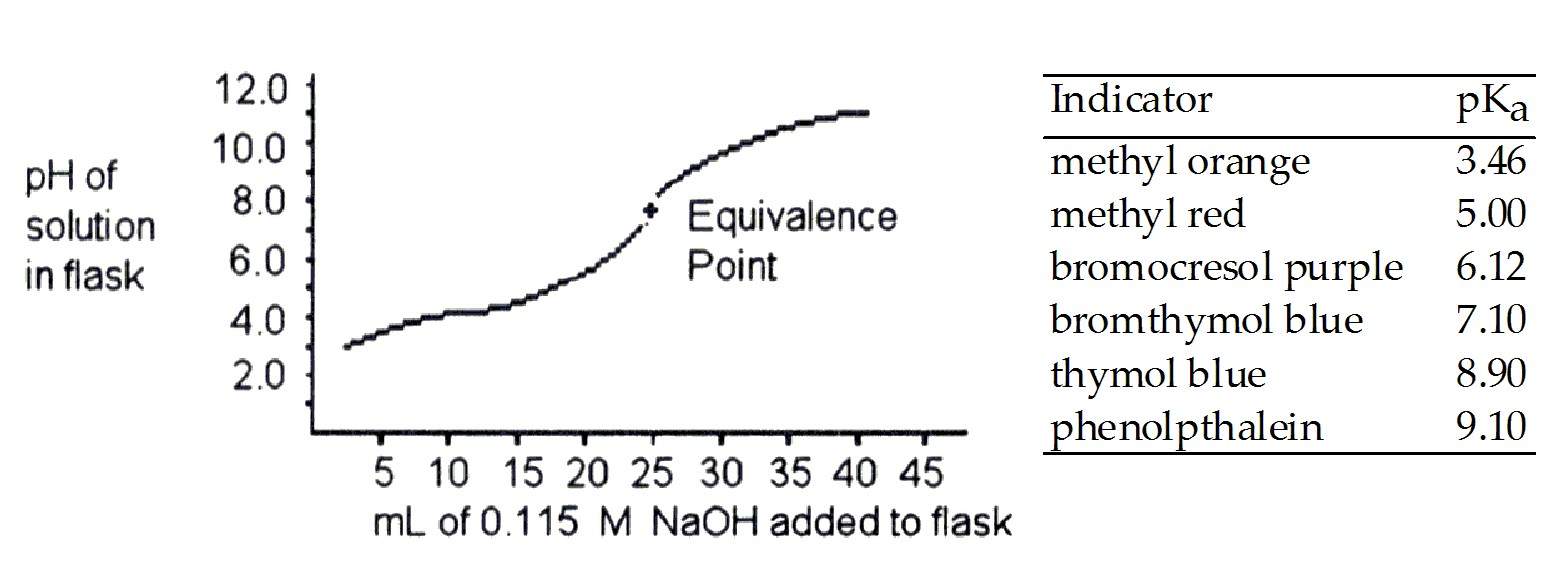 12.0
10.0
8.0
6.0
4.0
2.0
pH of
solution
in flask
Equivalence
Point
5 10 15 20 25 30 35 40 45
mL of 0.115 M NaOH added to flask
Indicator pKa
methyl orange 3.46
methyl red 5.00
bromocresol purple 6.12
bromthymol blue 7.10
thymol blue 8.90
phenolpthalein 9.10